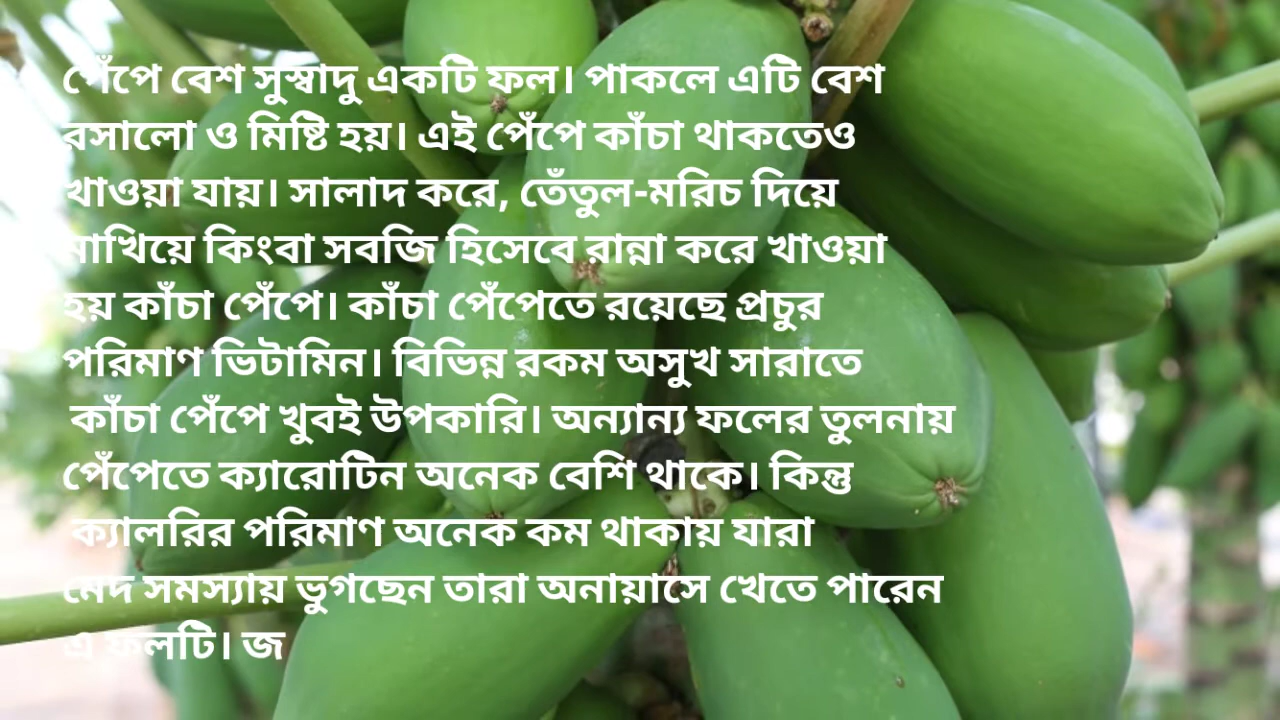 পেঁপে বেশ সুস্বাদু একটি ফল। পাকলে এটি বেশ
রসালো ও মিষ্টি হয়। এই পেঁপে কাঁচা থাকতেও
খাওয়া যায়। সালাদ করে, তেঁতুল-মরিচ দিয়ে
মাখিয়ে কিংবা সবজি হিসেবে রান্না করে খাওয়া
হয় কাঁচা পেঁপে। কাঁচা পেঁপেতে রয়েছে প্রচুর
পরিমাণ ভিটামিন। বিভিন্ন রকম অসুখ সারাতে
কাঁচা পেঁপে খুবই উপকারি। অন্যান্য ফলের তুলনায়
পেঁপেতে ক্যারোটিন অনেক বেশি থাকে। কিন্তু
ক্যালরির পরিমাণ অনেক কম থাকায় যারা
মেদ সমস্যায় ভুগছেন তারা অনায়াসে খেতে পারেন
এ ফলটি। জ